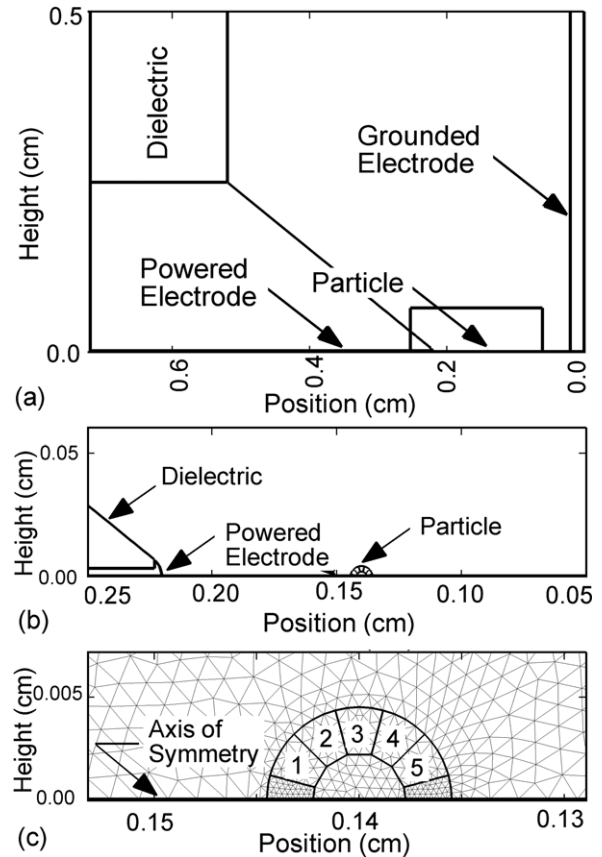 0.5
Dielectric
Grounded
Electrode
Height (cm)
Powered
Electrode
Particle
0.0
0.6
0.4
0.2
0.0
(a)
Position (cm)
0.05
Dielectric
Height (cm)
Powered
Electrode
Particle
0.00
0.25
0.20
0.15
0.10
0.05
(b)
Position (cm)
0.005
Height (cm)
Axis of
Symmetry
1
2
3
4
5
0.00
0.15
0.14
0.13
(c)
Position (cm)